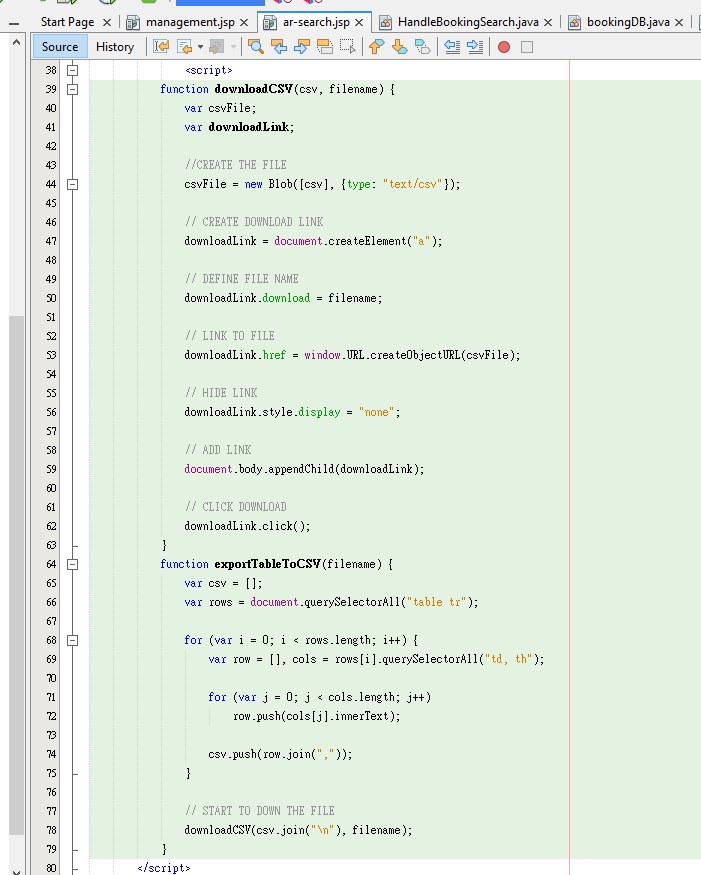 Start Page management.jsp ar-search.jsp HandleBookingSearch.java bookingDB.java
Source History
38 <script>
39 function downloadCSV(csv, filename) {
40 var csvFile;
41 var downloadLink;
42
43 //CREATE THE FILE
44 csvFile = new Blob([csv], {type: "text/csv"});
45
46 // CREATE DOWNLOAD LINK
47 downloadLink = document.createElement("a");
48
49 // DEFINE FILE NAME
50 downloadLink.download = filename;
51
52 // LINK TO FILE
53 downloadLink.href = window.URL.createObjectURL(csvFile);
54
55 // HIDE LINK
56 downloadLink.style.display = "none";
57
58 // ADD LINK
59 document.body.appendChild(downloadLink);
60
61 // CLICK DOWNLOAD
62 downloadLink.click();
63 }
64 function exportTableToCSV(filename) {
65 var csv = [];
66 var rows = document.querySelectorAll("table tr");
67
68 for (var i = 0; i < rows.length; i++) {
69 var row = [], cols = rows[i].querySelectorAll("td, th");
70
71 for (var j = 0; j < cols.length; j++)
72 row.push(cols[j].innerText);
73
74 csv.push(row.join(","));
75 }
76
77 // START TO DOWN THE FILE
78 downloadCSV(csv.join("\n"), filename);
79 }
80 </script>